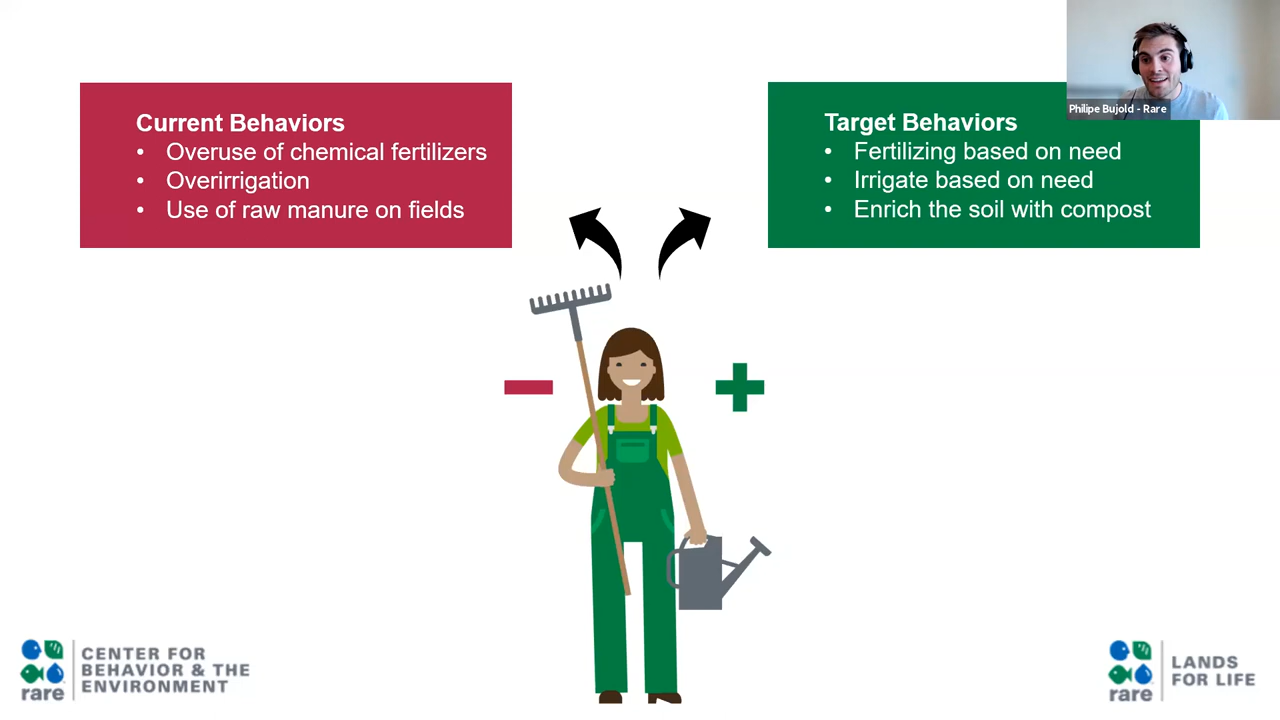 Current Behaviors
• Overuse of chemical fertilizers
• Overirrigation
• Use of raw manure on fields
Target Behaviors
• Fertilizing based on need
• Irrigate based on need
• Enrich the soil with compost
Philipe Bujold - Rare
rare
CENTER FOR
BEHAVIOR & THE
ENVIRONMENT
rare
LANDS
FOR LIFE